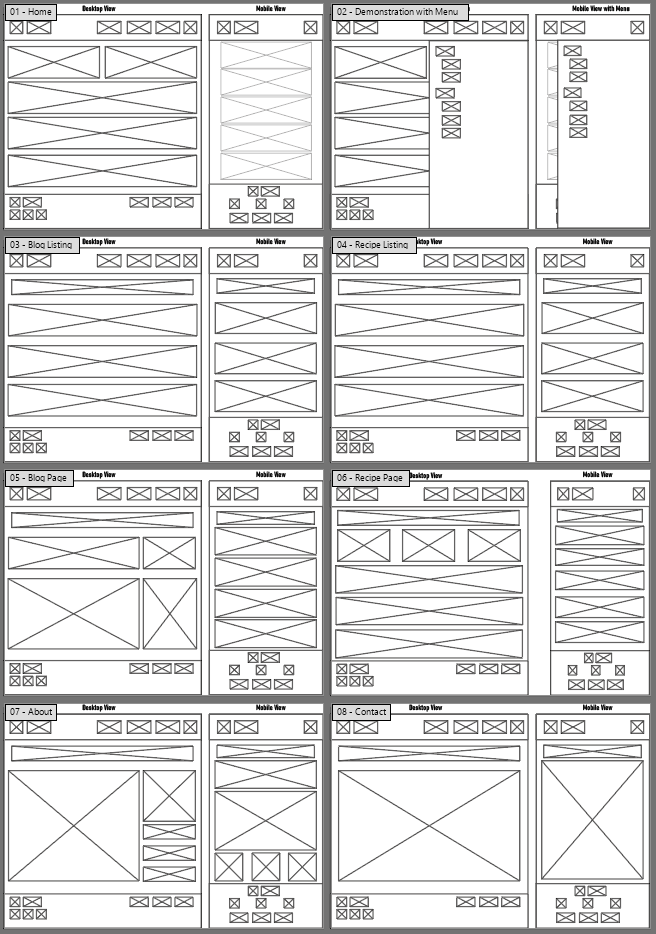 01 - Home
Desktop View
Mobile View
02 - Demonstration with Menu
Mobile View with Menu
03 - Blog Listing
Desktop View
Mobile View
04 - Recipe Listing
Desktop View
Mobile View
05 - Blog Page
Desktop View
Mobile View
06 - Recipe Page
Desktop View
Mobile View
07 - About
Desktop View
Mobile View
08 - Contact
Desktop View
Mobile View